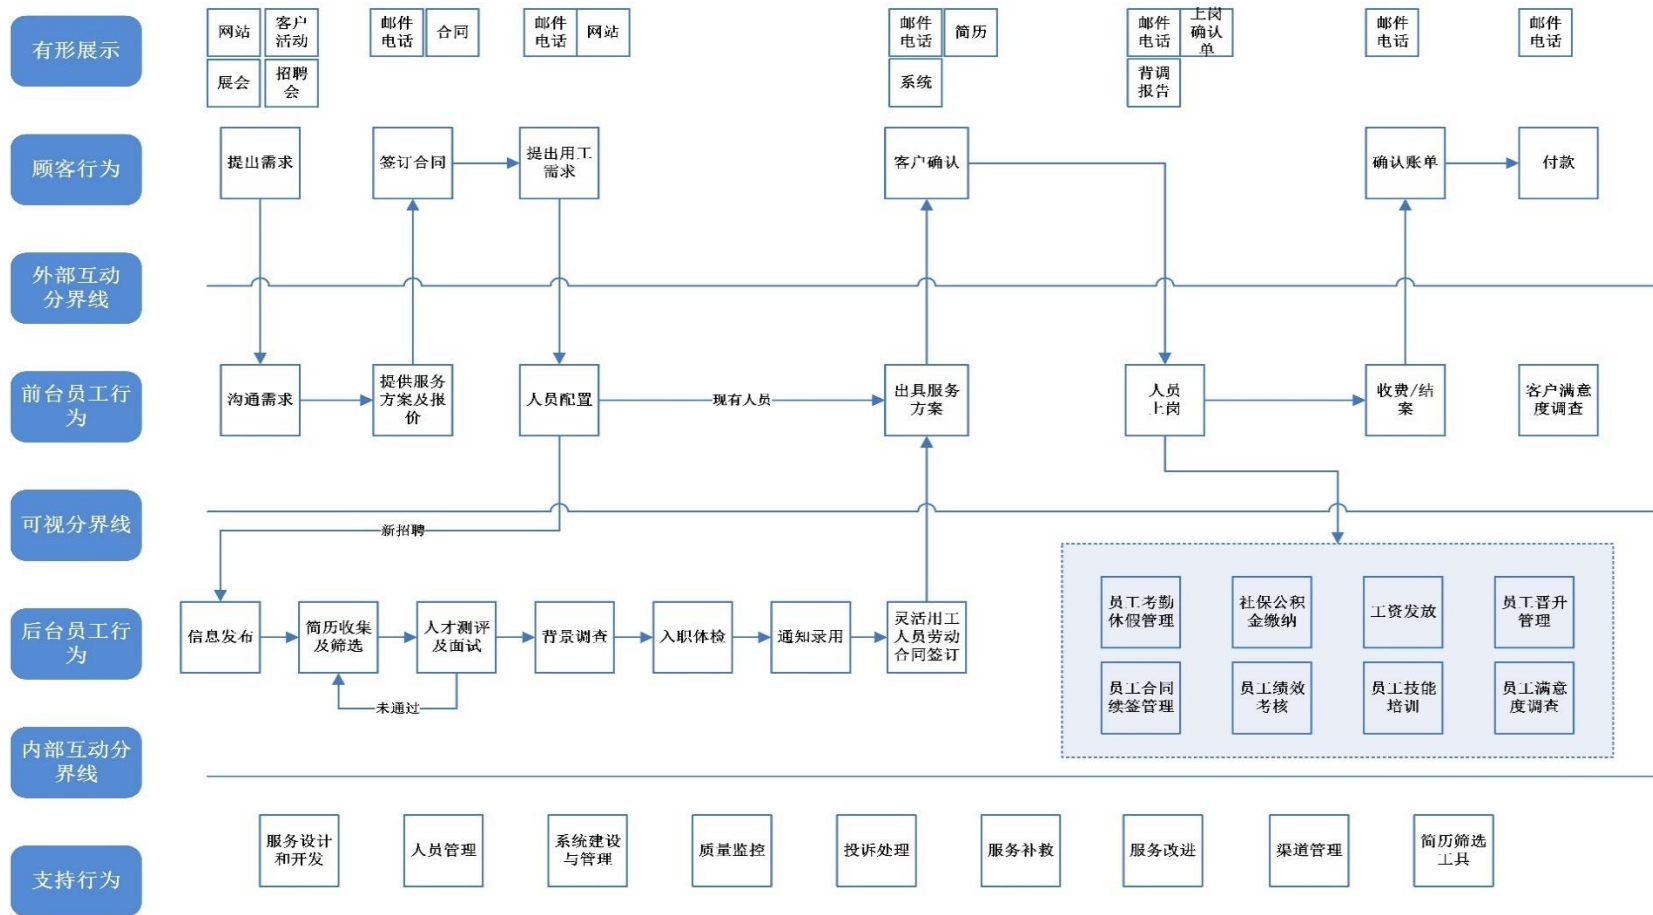 有形展示
网站
客户
活动
邮件
电话
合同
邮件
电话
网站
邮件
电话
简历
邮件
电话
上岗
确认
单
邮件
电话
邮件
电话
展会
招聘
会
系统
背调
报告
顾客行为
提出需求
签订合同
提出用工
需求
客户确认
确认账单
付款
外部互动
分界线
前台员工行
为
沟通需求
提供服务
方案及报
价
人员配置
现有人员
出具服务
方案
人员
上岗
收费/结
案
客户满意
度调查
可视分界线
新招聘
后台员工行
为
信息发布
简历收集
及筛选
人才测评
及面试
背景调查
入职体检
通知录用
灵活用工
人员劳动
合同签订
未通过
员工考勤
休假管理
社保公积
金缴纳
工资发放
员工晋升
管理
员工合同
续签管理
员工绩效
考核
员工技能
培训
员工满意
度调查
内部互动分
界线
支持行为
服务设计
和开发
人员管理
系统建设
与管理
质量监控
投诉处理
服务补救
服务改进
渠道管理
简历筛选
工具